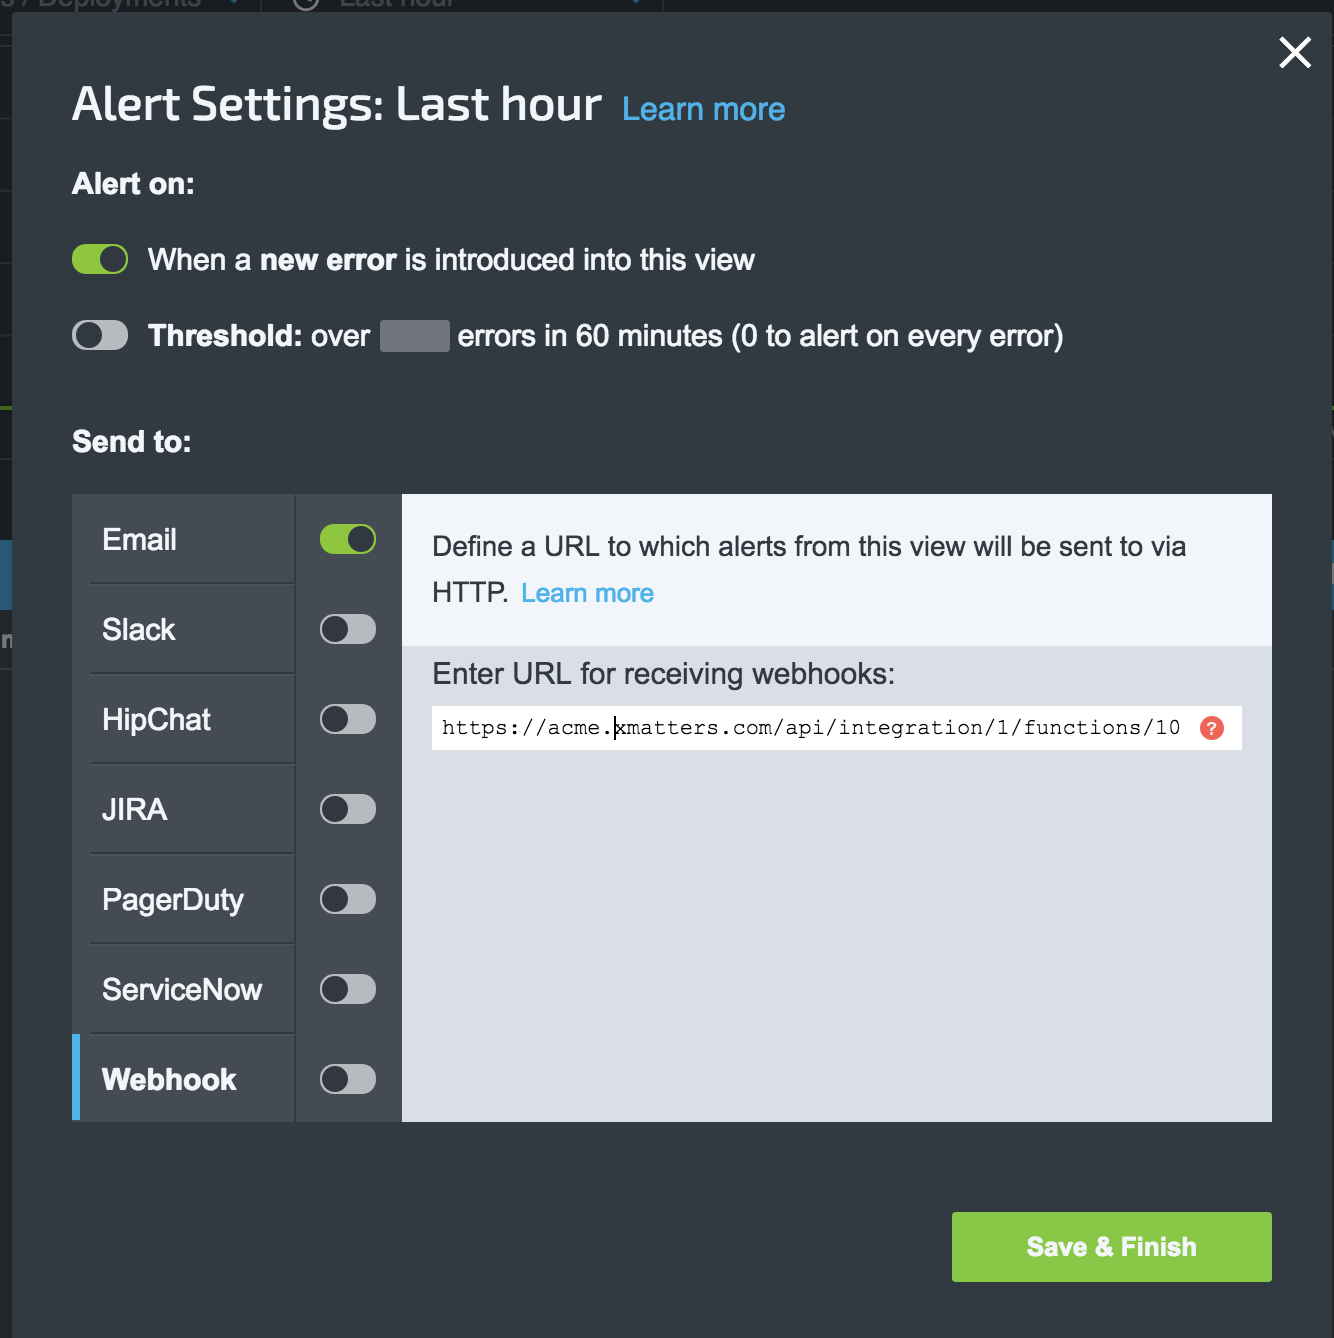 s / Deployments Last hour
Alert Settings: Last hour Learn more
Alert on:
When a new error is introduced into this view
Threshold: over errors in 60 minutes (0 to alert on every error)
Send to:
Email
Slack
HipChat
JIRA
PagerDuty
ServiceNow
Webhook
Define a URL to which alerts from this view will be sent to via
HTTP. Learn more
Enter URL for receiving webhooks:
https://acme.xmatters.com/api/integration/1/functions/10 ?
Save & Finish